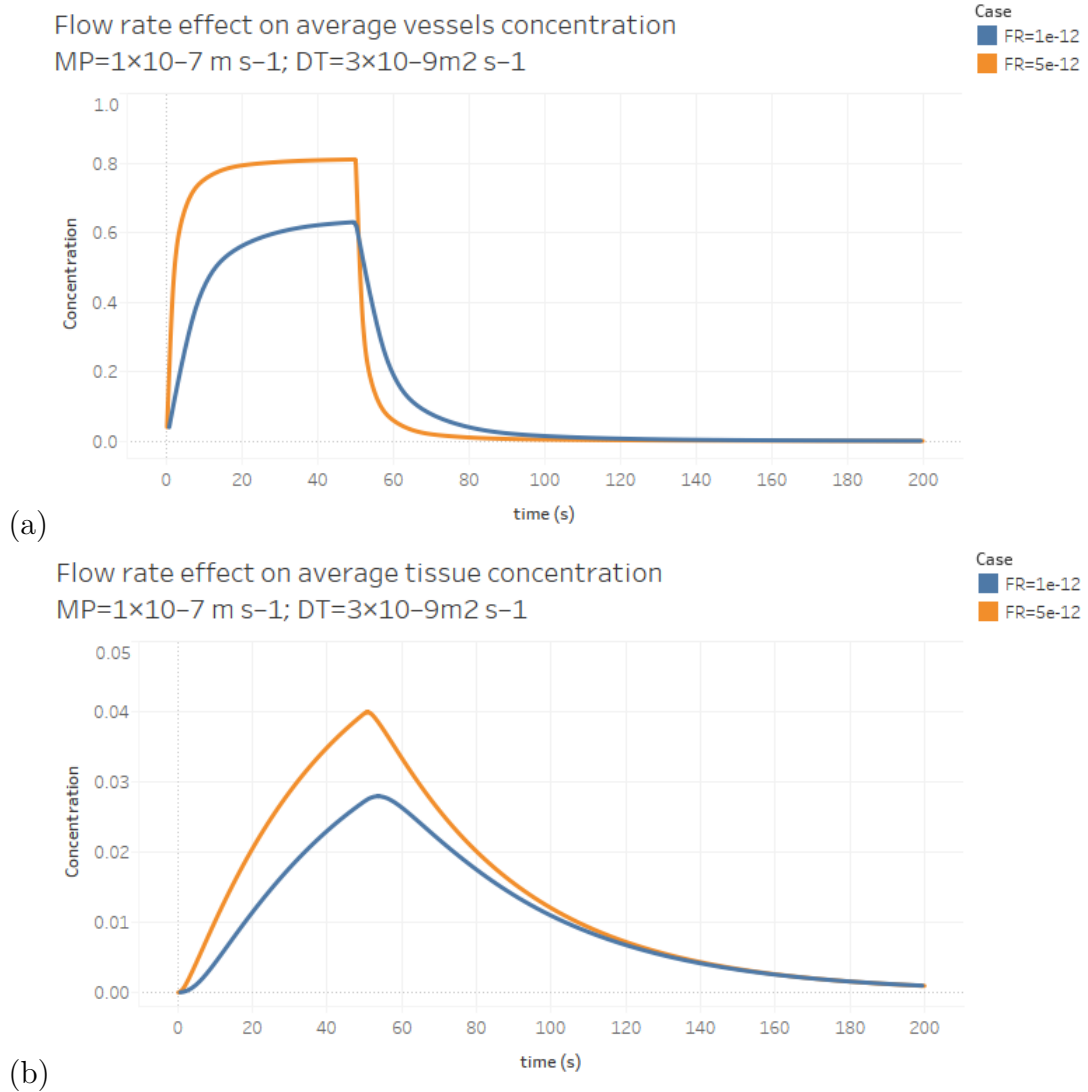 Flow rate effect on average vessels concentration
MP=1×10–7 m s–1; DT=3×10–9m2 s–1
Case
FR=1e-12
FR=5e-12
1.0
0.8
0.6
0.4
0.2
0.0
Concentration
0 20 40 60 80 100 120 140 160 180 200
time (s)
(a)
Flow rate effect on average tissue concentration
MP=1×10–7 m s–1; DT=3×10–9m2 s–1
Case
FR=1e-12
FR=5e-12
0.05
0.04
0.03
0.02
0.01
0.00
Concentration
0 20 40 60 80 100 120 140 160 180 200
time (s)
(b)